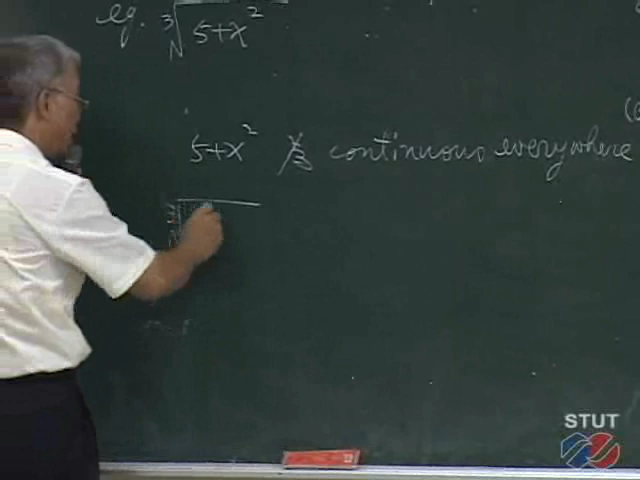 eg. ∛(5+x²)
5+x² 為 continuous everywhere
STUT